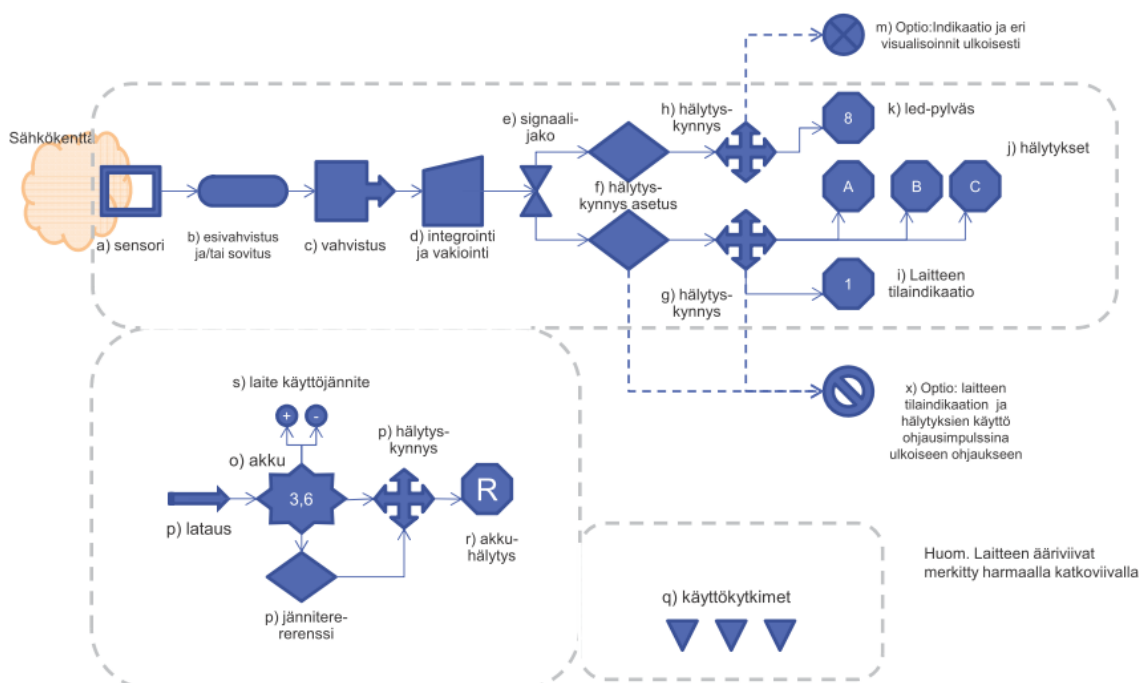 m) Optio:Indikaatio ja eri
visualisoinnit ulkoisesti
Sähkökenttä
e) signaali-
jako
h) hälytys-
kynnys
8
k) led-pylväs
j) hälytykset
A
B
C
f) hälytys-
kynnys asetus
a) sensori
b) esivahvistus
ja/tai sovitus
c) vahvistus
d) integrointi
ja vakiointi
g) hälytys-
kynnys
1
i) Laitteen
tilaindikaatio
x) Optio: laitteen
tilaindikaation ja
hälytyksien käyttö
ohjausimpulssina
ulkoiseen ohjaukseen
s) laite käyttöjännite
+
-
p) hälytys-
kynnys
o) akku
3,6
R
p) lataus
r) akku-
hälytys
p) jännitere-
rerenssi
q) käyttökytkimet
Huom. Laitteen ääriviivat
merkitty harmaalla katkoviivalla